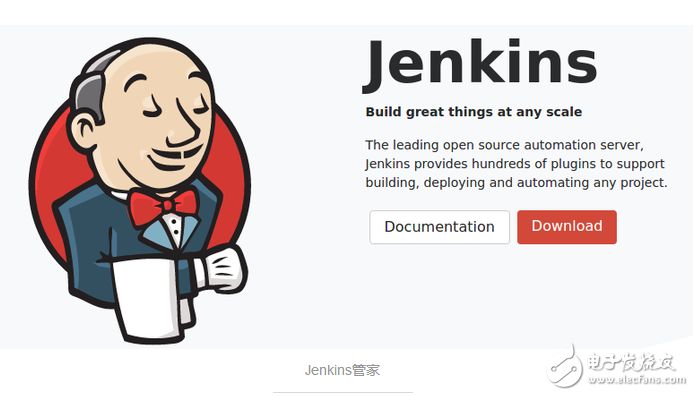 Jenkins
Build great things at any scale
The leading open source automation server,
Jenkins provides hundreds of plugins to support
building, deploying and automating any project.
Documentation
Download
Jenkins管家
电子发烧友
www.elecfans.com